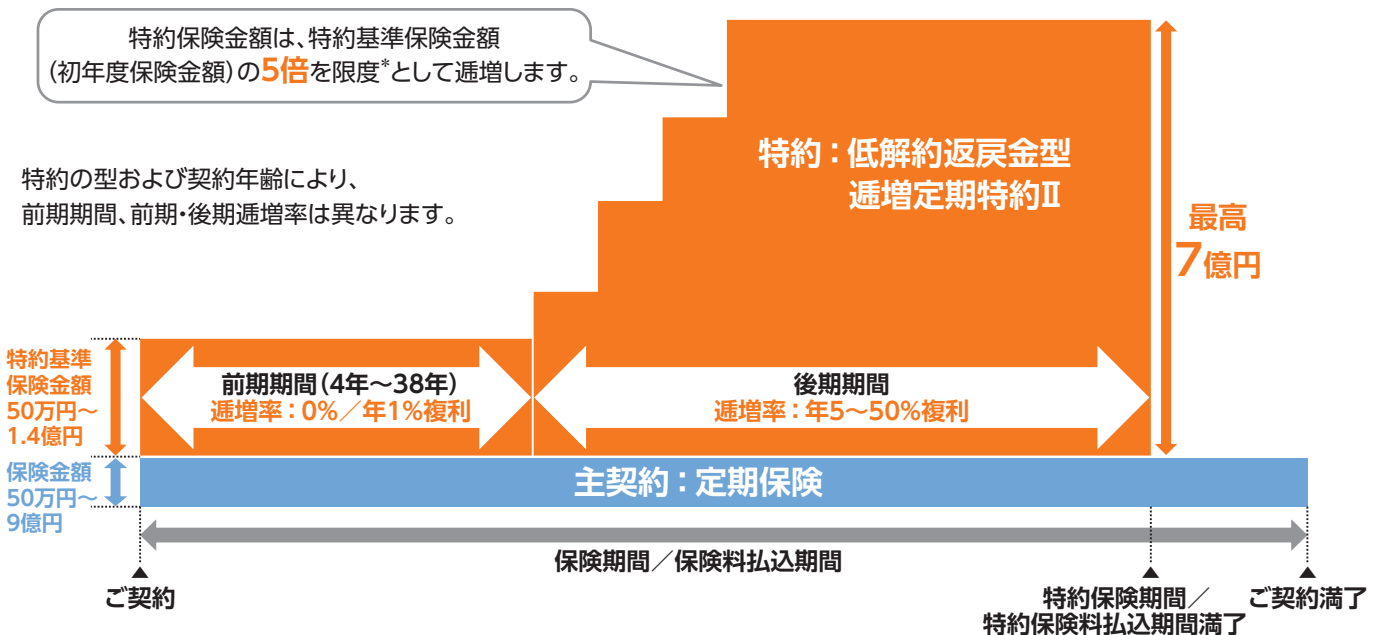 特約保険金額は、特約基準保険金額
(初年度保険金額)の5倍を限度*として逓増します。
特約の型および契約年齢により、
前期期間、前期・後期逓増率は異なります。
特約：低解約返戻金型
逓増定期特約Ⅱ
最高
7億円
特約基準
保険金額
50万円～
1.4億円
前期期間(4年～38年)
逓増率：0%／年1%複利
後期期間
逓増率：年5～50%複利
保険金額
50万円～
9億円
主契約：定期保険
保険期間／保険料払込期間
ご契約
特約保険期間／
特約保険料払込期間満了
ご契約満了